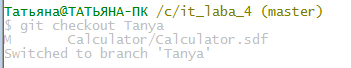 Татьяна@ТАТЬЯНА-ПК /c/it_laba_4 (master)
$ git checkout Tanya
M       Calculator/Calculator.sdf
Switched to branch 'Tanya'